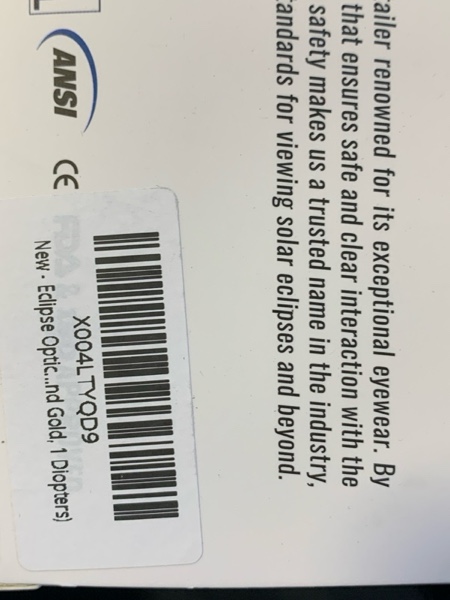 ailer renowned for its exceptional eyewear. By
that ensures safe and clear interaction with the
safety makes us a trusted name in the industry,
tandards for viewing solar eclipses and beyond.
ANSI
CE
X004LTYQD9
New - Eclipse Optic...nd Gold, 1 Diopters)